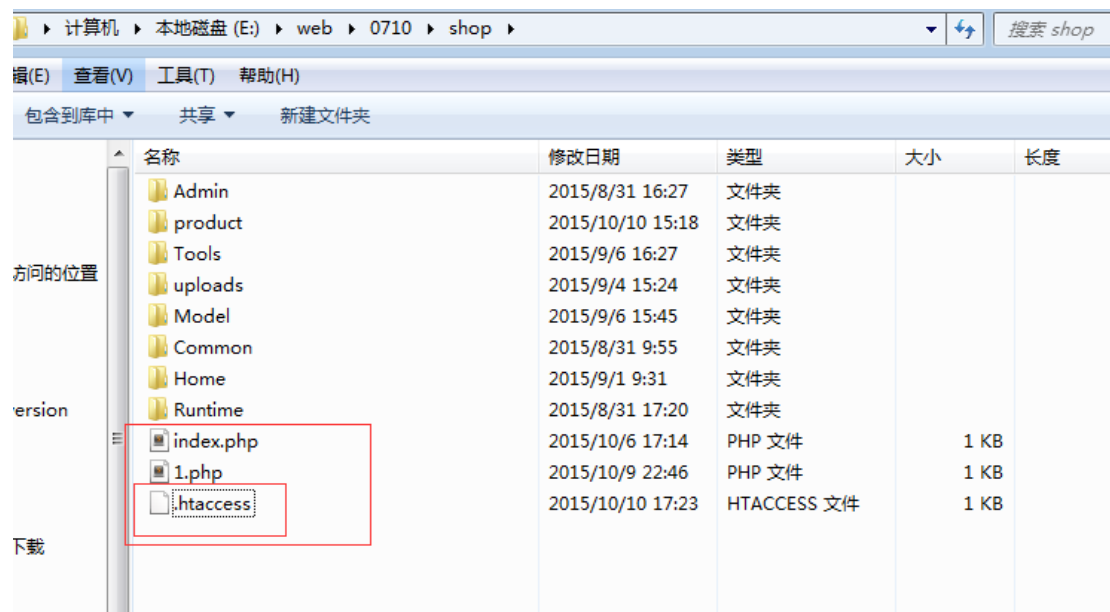 计算机 本地磁盘 (E:) web 0710 shop 搜索 shop
辑(E) 查看(V) 工具(T) 帮助(H)
包含到库中 共享 新建文件夹
名称 修改日期 类型 大小 长度
Admin 2015/8/31 16:27 文件夹
product 2015/10/10 15:18 文件夹
Tools 2015/9/6 16:27 文件夹
访问的位置
uploads 2015/9/4 15:24 文件夹
Model 2015/9/6 15:45 文件夹
Common 2015/8/31 9:55 文件夹
Home 2015/9/1 9:31 文件夹
ersion Runtime 2015/8/31 17:20 文件夹
index.php 2015/10/6 17:14 PHP 文件 1 KB
1.php 2015/10/9 22:46 PHP 文件 1 KB
.htaccess 2015/10/10 17:23 HTACCESS 文件 1 KB
下载